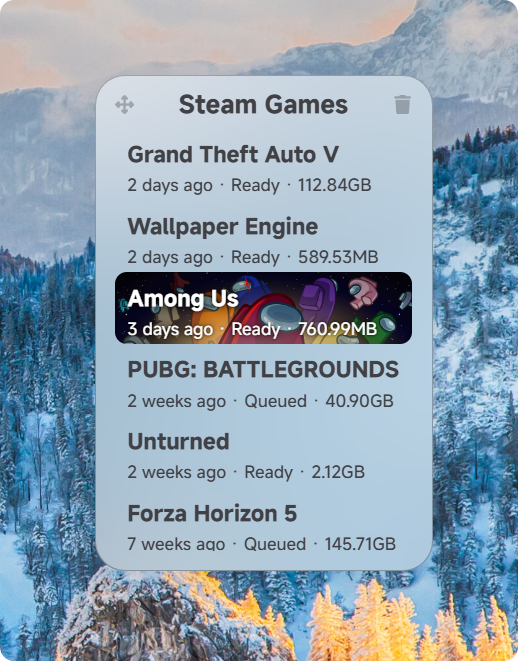 Steam Games
Grand Theft Auto V
2 days ago · Ready · 112.84GB
Wallpaper Engine
2 days ago · Ready · 589.53MB
Among Us
3 days ago · Ready · 760.99MB
PUBG: BATTLEGROUNDS
2 weeks ago · Queued · 40.90GB
Unturned
2 weeks ago · Ready · 2.12GB
Forza Horizon 5
7 weeks ago · Queued · 145.71GB